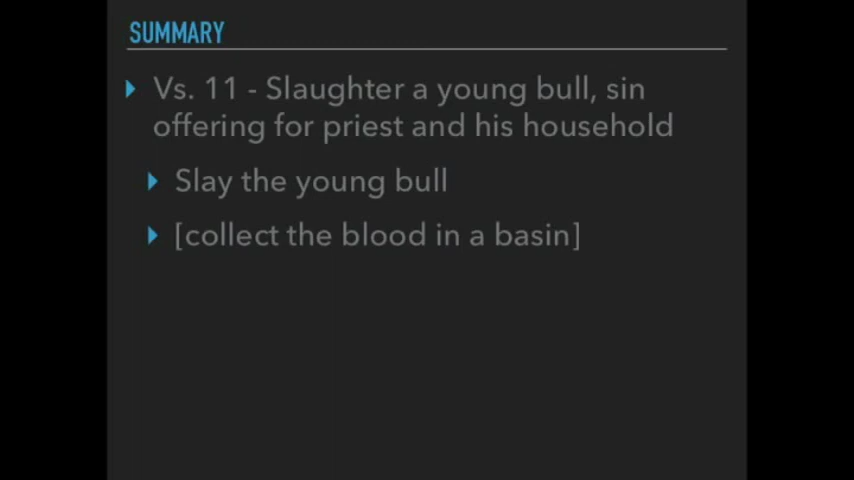 SUMMARY
Vs. 11 - Slaughter a young bull, sin
offering for priest and his household
Slay the young bull
[collect the blood in a basin]